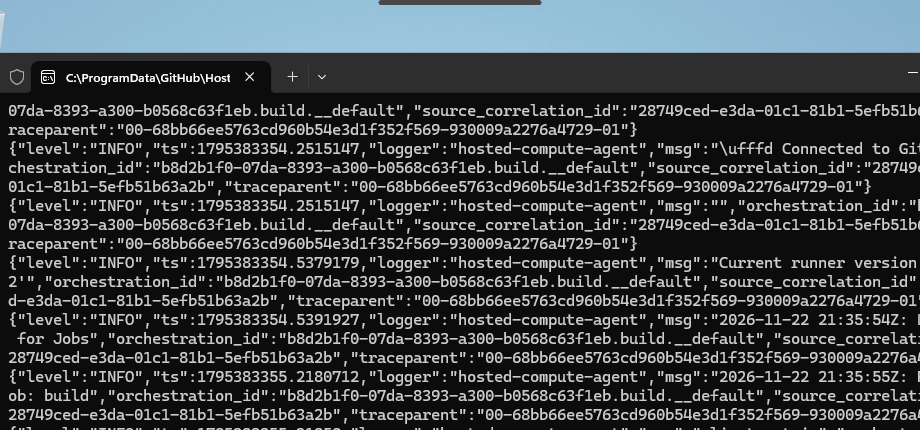 C:\ProgramData\GitHub\Host
07da-8393-a300-b0568c63f1eb.build.__default","source_correlation_id":"28749ced-e3da-01c1-81b1-5efb51b6
raceparent":"00-68bb66ee5763cd960b54e3d1f352f569-930009a2276a4729-01"}
{"level":"INFO","ts":1795383354.2515147,"logger":"hosted-compute-agent","msg":"\ufffd Connected to Git
chestration_id":"b8d2b1f0-07da-8393-a300-b0568c63f1eb.build.__default","source_correlation_id":"28749c
01c1-81b1-5efb51b63a2b","traceparent":"00-68bb66ee5763cd960b54e3d1f352f569-930009a2276a4729-01"}
{"level":"INFO","ts":1795383354.2515147,"logger":"hosted-compute-agent","msg":"","orchestration_id":"b
07da-8393-a300-b0568c63f1eb.build.__default","source_correlation_id":"28749ced-e3da-01c1-81b1-5efb51b6
raceparent":"00-68bb66ee5763cd960b54e3d1f352f569-930009a2276a4729-01"}
{"level":"INFO","ts":1795383354.5379179,"logger":"hosted-compute-agent","msg":"Current runner version
2'","orchestration_id":"b8d2b1f0-07da-8393-a300-b0568c63f1eb.build.__default","source_correlation_id"
d-e3da-01c1-81b1-5efb51b63a2b","traceparent":"00-68bb66ee5763cd960b54e3d1f352f569-930009a2276a4729-01"
{"level":"INFO","ts":1795383354.5391927,"logger":"hosted-compute-agent","msg":"2026-11-22 21:35:54Z:
for Jobs","orchestration_id":"b8d2b1f0-07da-8393-a300-b0568c63f1eb.build.__default","source_correlati
28749ced-e3da-01c1-81b1-5efb51b63a2b","traceparent":"00-68bb66ee5763cd960b54e3d1f352f569-930009a2276a4
{"level":"INFO","ts":1795383355.2180712,"logger":"hosted-compute-agent","msg":"2026-11-22 21:35:55Z:
ob: build","orchestration_id":"b8d2b1f0-07da-8393-a300-b0568c63f1eb.build.__default","source_correlat
28749ced-e3da-01c1-81b1-5efb51b63a2b","traceparent":"00-68bb66ee5763cd960b54e3d1f352f569-930009a2276a4